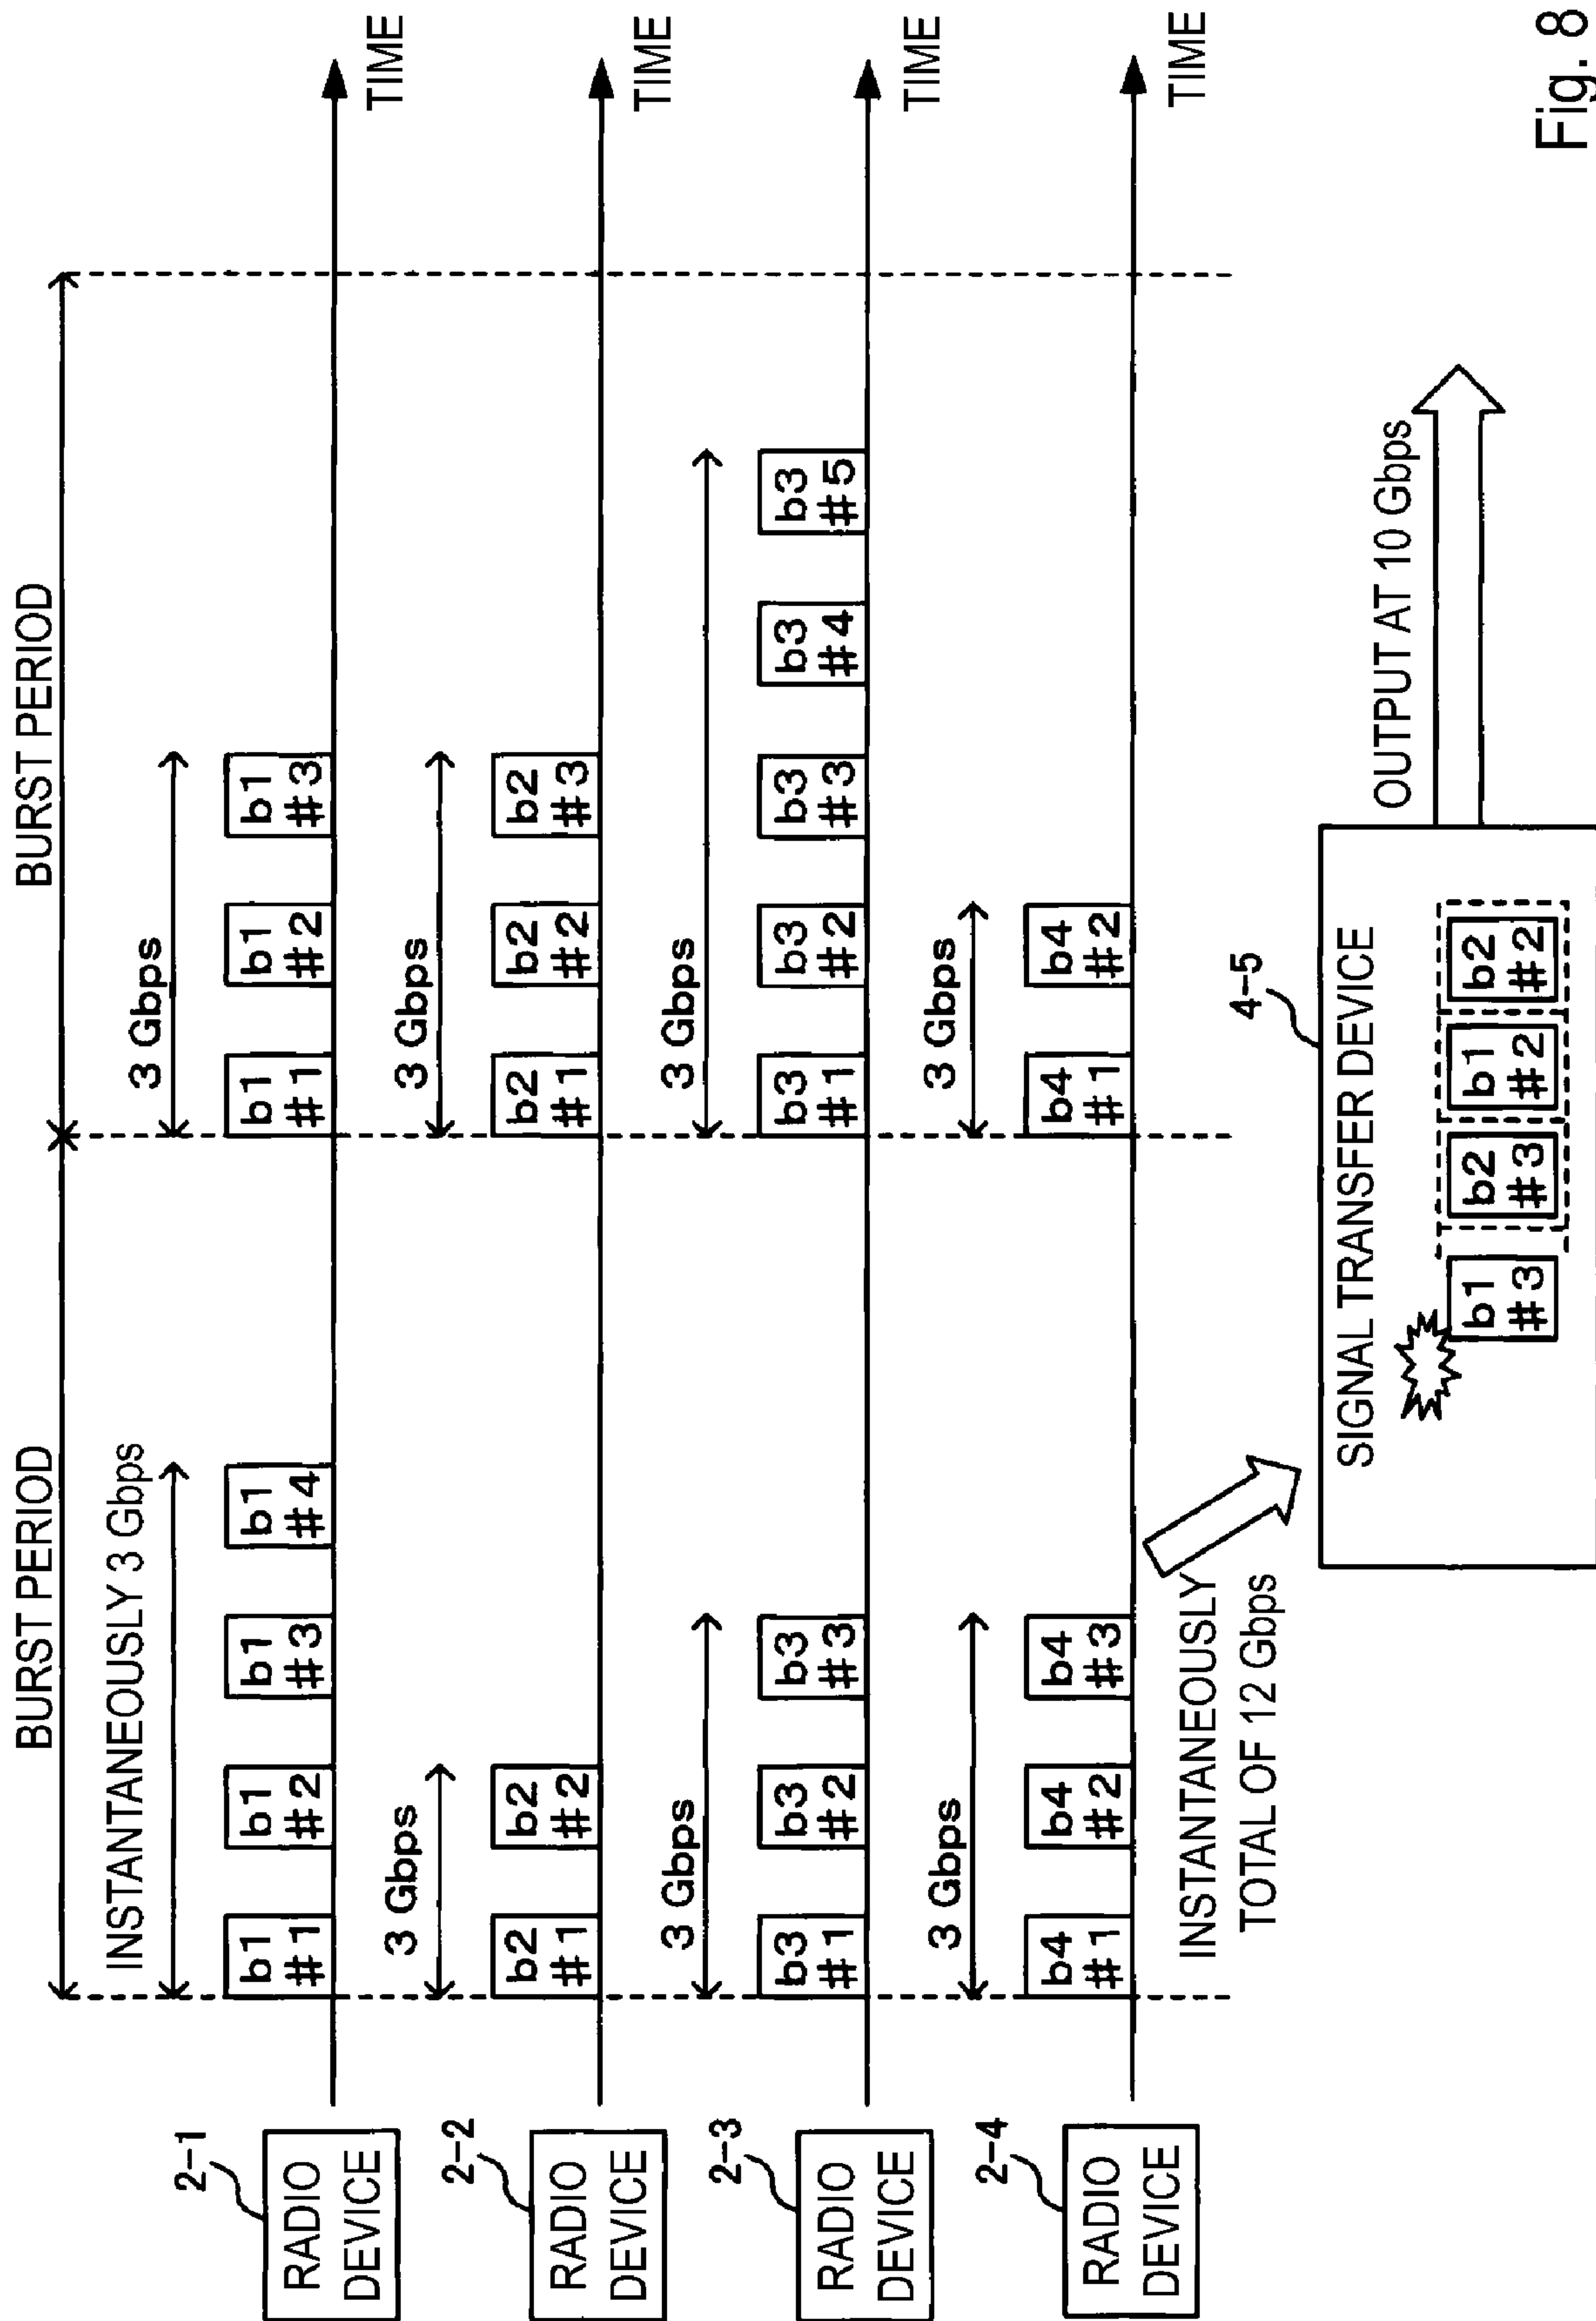 BURST PERIOD
BURST PERIOD
INSTANTANEOUSLY 3 Gbps
3 Gbps
2-1
RADIO
DEVICE
b1
#1
b1
#2
b1
#3
b1
#4
b1
#1
b1
#2
b1
#3
TIME
3 Gbps
3 Gbps
2-2
RADIO
DEVICE
b2
#1
b2
#2
b2
#1
b2
#2
b2
#3
TIME
3 Gbps
3 Gbps
2-3
RADIO
DEVICE
b3
#1
b3
#2
b3
#3
b3
#1
b3
#2
b3
#3
b3
#4
b3
#5
TIME
3 Gbps
3 Gbps
2-4
RADIO
DEVICE
b4
#1
b4
#2
b4
#3
b4
#1
b4
#2
TIME
INSTANTANEOUSLY
TOTAL OF 12 Gbps
4-5
SIGNAL TRANSFER DEVICE
b1
#3
b2
#3
b1
#2
b2
#2
OUTPUT AT 10 Gbps
Fig. 8